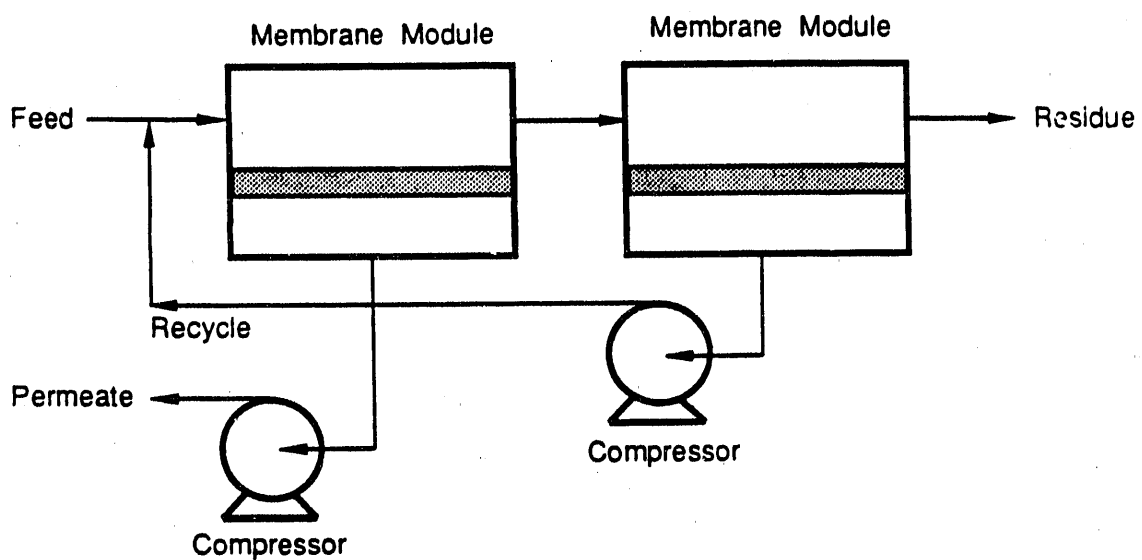 Membrane Module
Membrane Module
Feed
Residue
Recycle
Permeate
Compressor
Compressor